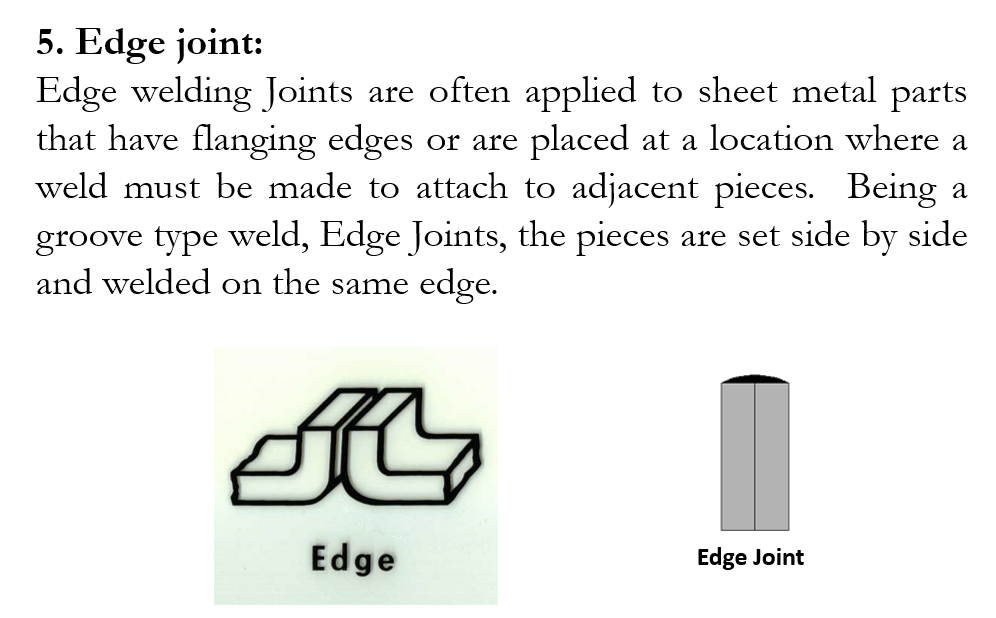 5. Edge joint:
Edge welding Joints are often applied to sheet metal parts
that have flanging edges or are placed at a location where a
weld must be made to attach to adjacent pieces.  Being a
groove type weld, Edge Joints, the pieces are set side by side
and welded on the same edge.
Edge
Edge Joint